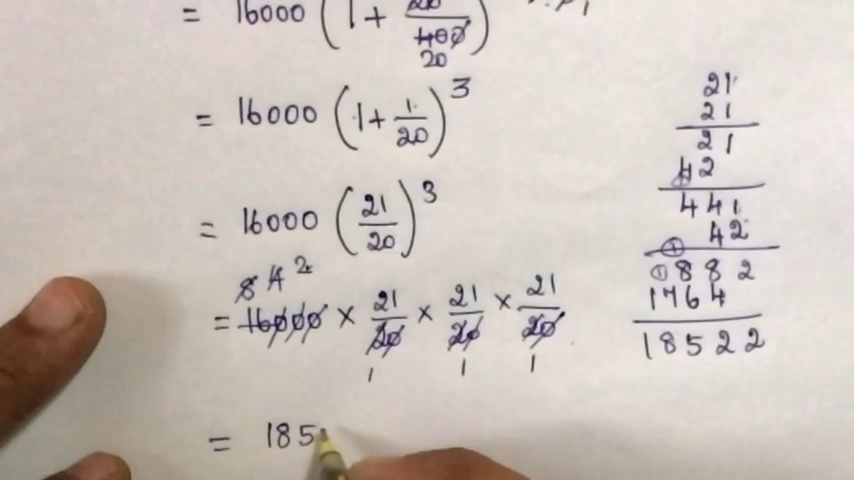 = 16000 (1 + 20/400)
20
= 16000 (1 + 1/20)^3
= 16000 (21/20)^3
8 4 2
= 16000 × 21/20 × 21/20 × 21/20
1 1 1
= 185
21
21
21
42
441
42
882
1764
18522